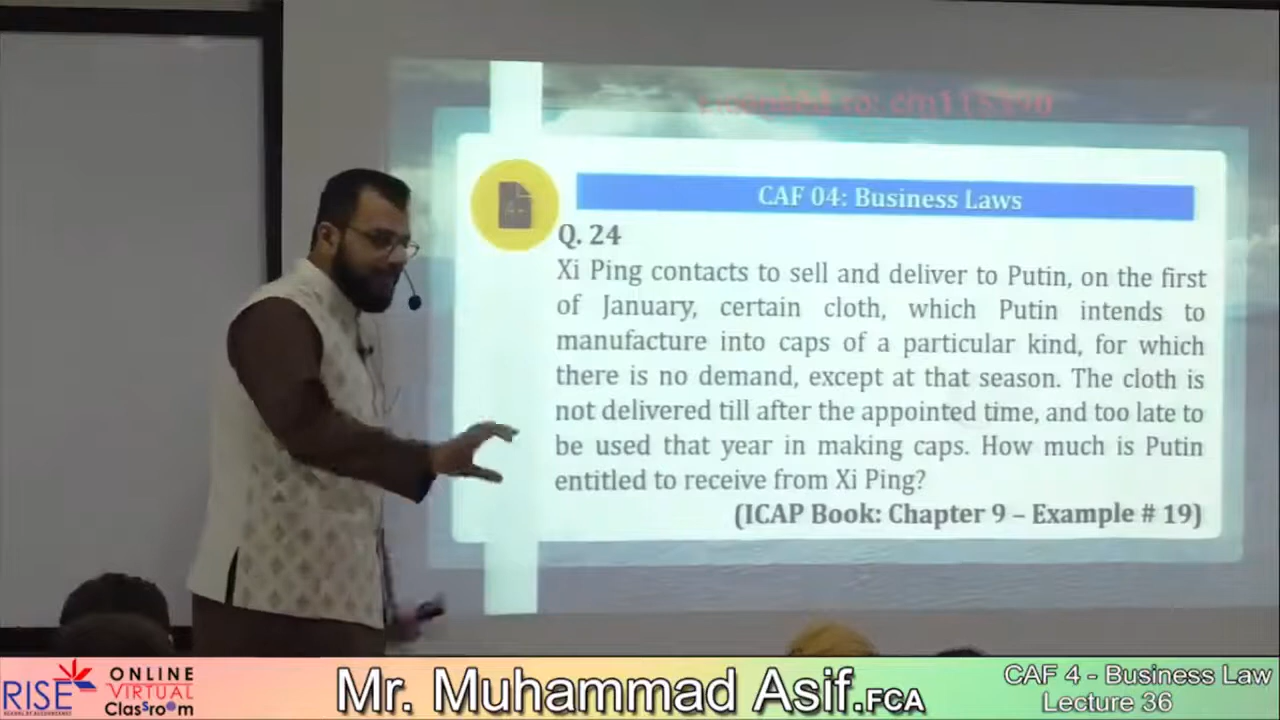 CAF 04: Business Laws
Q. 24
Xi Ping contacts to sell and deliver to Putin, on the first
of January, certain cloth, which Putin intends to
manufacture into caps of a particular kind, for which
there is no demand, except at that season. The cloth is
not delivered till after the appointed time, and too late to
be used that year in making caps. How much is Putin
entitled to receive from Xi Ping?
(ICAP Book: Chapter 9 – Example # 19)
RISE
ONLINE
VIRTUAL
ClasSroom
Mr. Muhammad Asif.FCA
CAF 4 - Business Law
Lecture 36